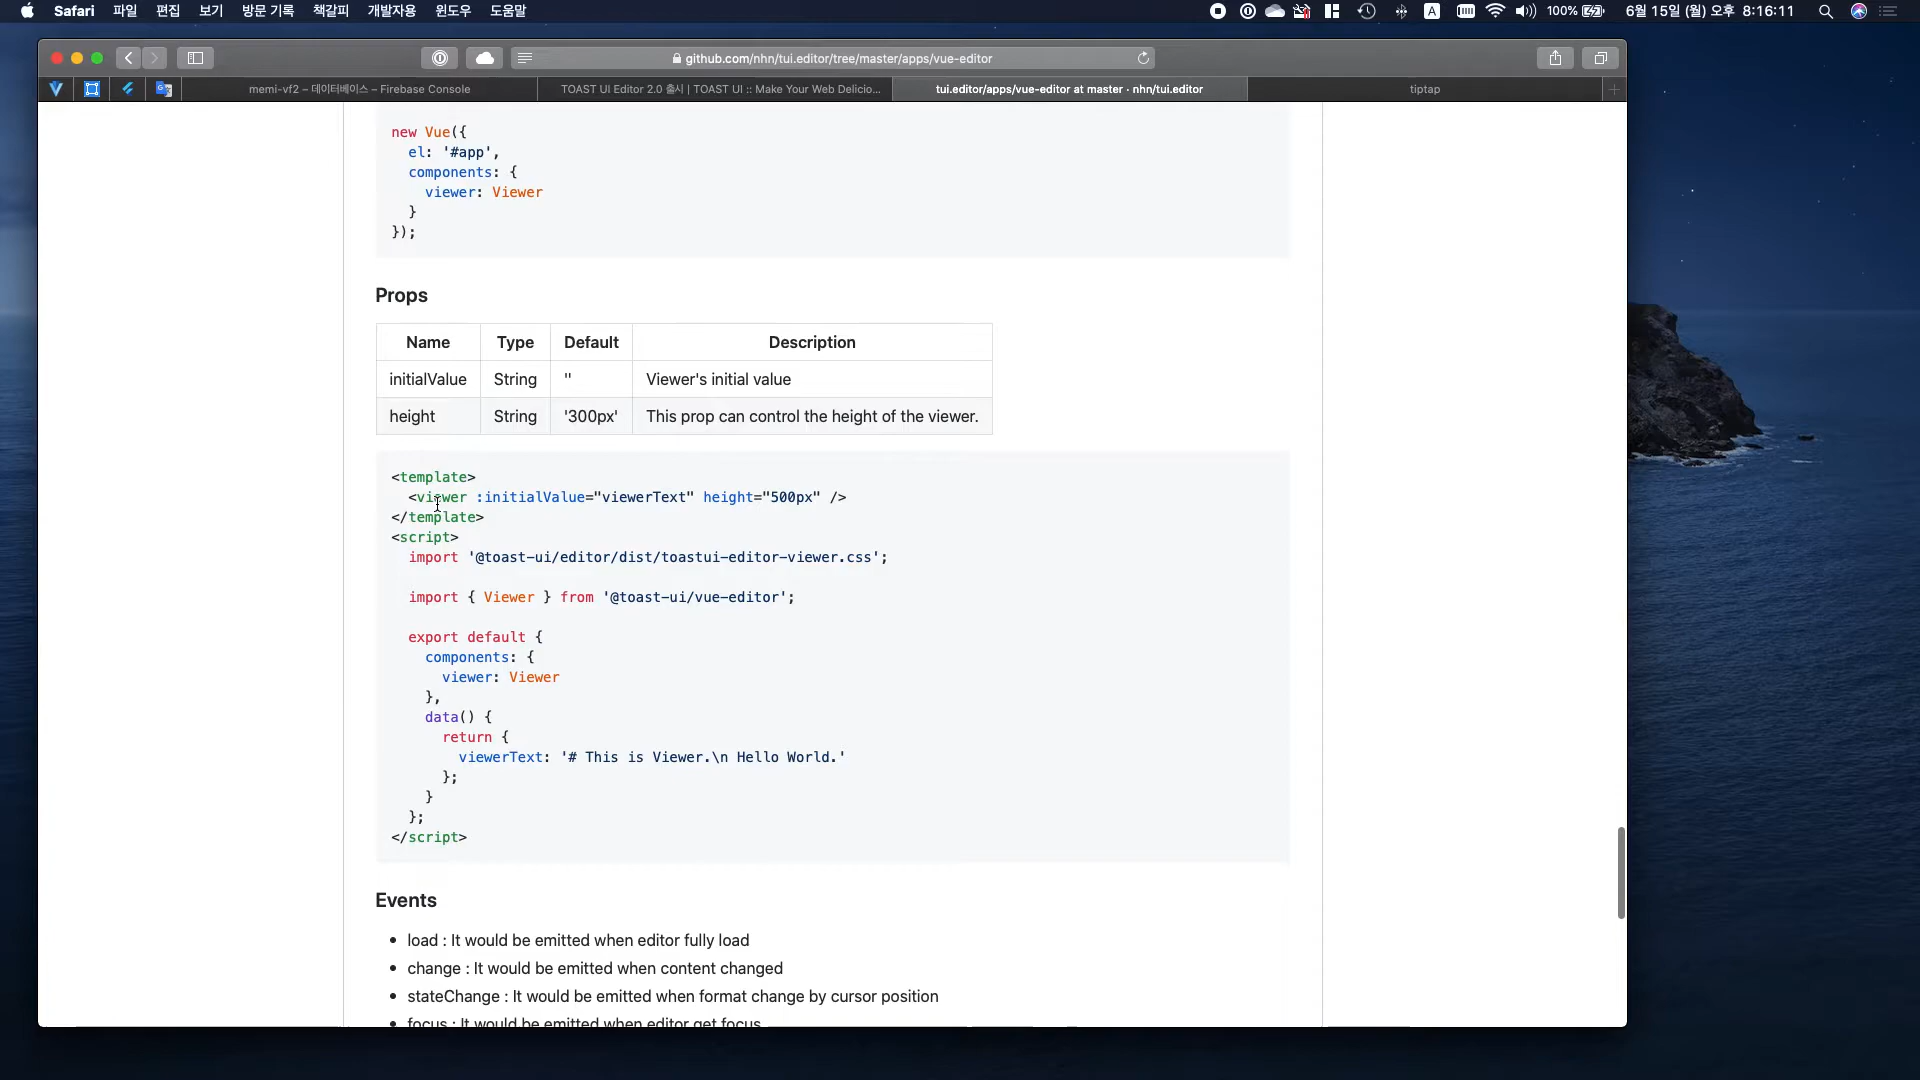 Safari 파일 편집 보기 방문 기록 책갈피 개발자용 윈도우 도움말 A 100% 6월 15일 (월) 오후 8:16:11
github.com/nhn/tui.editor/tree/master/apps/vue-editor
memi-vf2 – 데이터베이스 – Firebase Console TOAST UI Editor 2.0 출시 | TOAST UI :: Make Your Web Delicio... tui.editor/apps/vue-editor at master · nhn/tui.editor tiptap
new Vue({
el: '#app',
components: {
viewer: Viewer
}
});
Props
Name Type Default Description
initialValue String '' Viewer's initial value
height String '300px' This prop can control the height of the viewer.
<template>
<viewer :initialValue="viewerText" height="500px" />
</template>
<script>
import '@toast-ui/editor/dist/toastui-editor-viewer.css';
import { Viewer } from '@toast-ui/vue-editor';
export default {
components: {
viewer: Viewer
},
data() {
return {
viewerText: '# This is Viewer.\n Hello World.'
};
}
};
</script>
Events
• load : It would be emitted when editor fully load
• change : It would be emitted when content changed
• stateChange : It would be emitted when format change by cursor position
• focus : It would be emitted when editor get focus